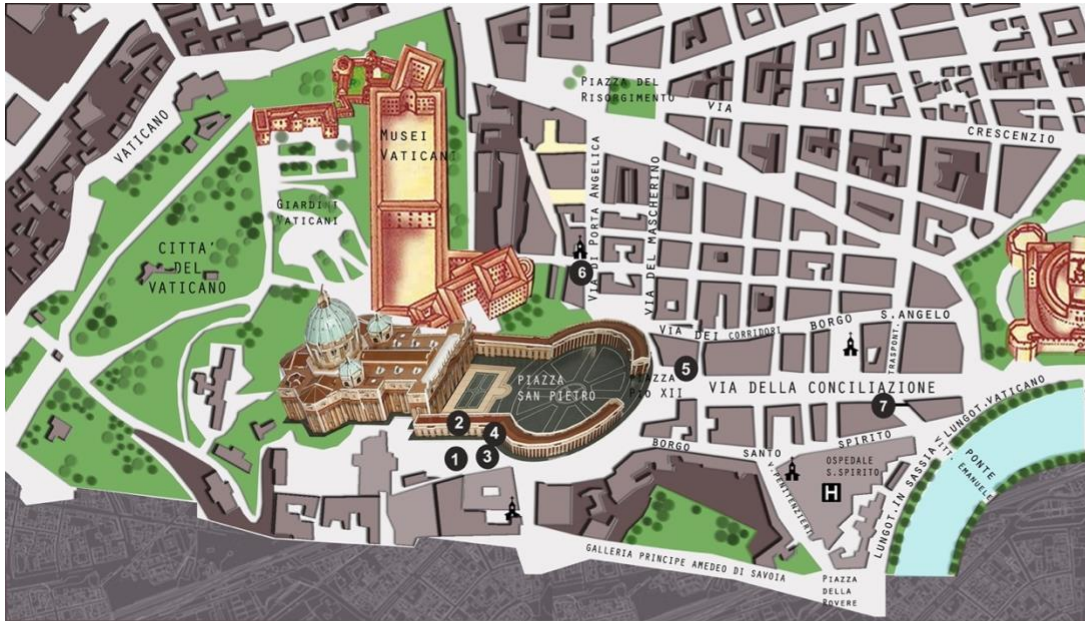 PIAZZA DEL
RISORGIMENTO
VIA
CRESCENZIO
VATICANO
MUSEI
VATICANI
VIA DI PORTA ANGELICA
VIA DEL MASCHERINO
GIARDINI
VATICANI
CITTA'
DEL
VATICANO
6
VIA DEI CORRIDORI
BORGO
S.ANGELO
TRASPONT.
PIAZZA
SAN PIETRO
PIAZZA
PIO XII
5
VIA DELLA CONCILIAZIONE
7
2
4
1
3
BORGO
SANTO
SPIRITO
V.PENITENZIERI
OSPEDALE
S.SPIRITO
H
LUNGOT.IN SASSIA
V.LUNGOT.VATICANO
PONTE
VITT. EMANUELE
GALLERIA PRINCIPE AMEDEO DI SAVOIA
PIAZZA
DELLA
ROVERE